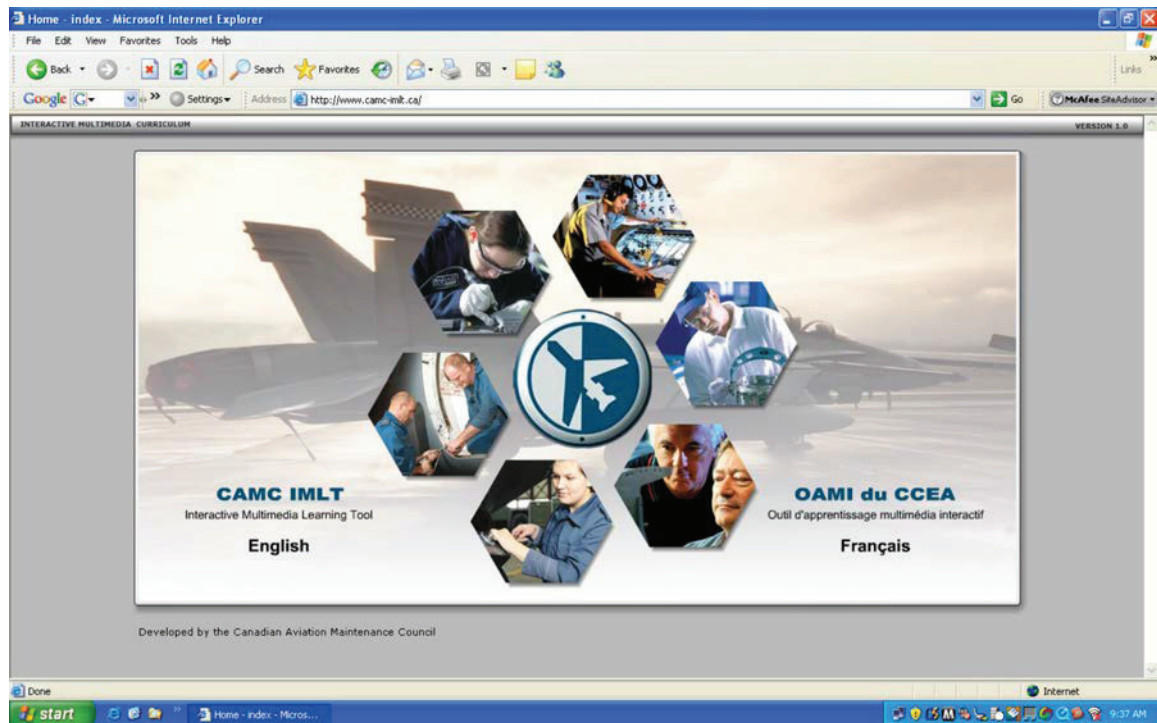 Home - index - Microsoft Internet Explorer
File Edit View Favorites Tools Help
Back Search Favorites Links
Google G Settings Address http://www.camc-imlt.ca/ Go McAfee SiteAdvisor
INTERACTIVE MULTIMEDIA CURRICULUM VERSION 1.0
CAMC IMLT
Interactive Multimedia Learning Tool
English
OAMI du CCEA
Outil d'apprentissage multimédia interactif
Français
Developed by the Canadian Aviation Maintenance Council
Done Internet
start Home - index - Micros... 9:37 AM